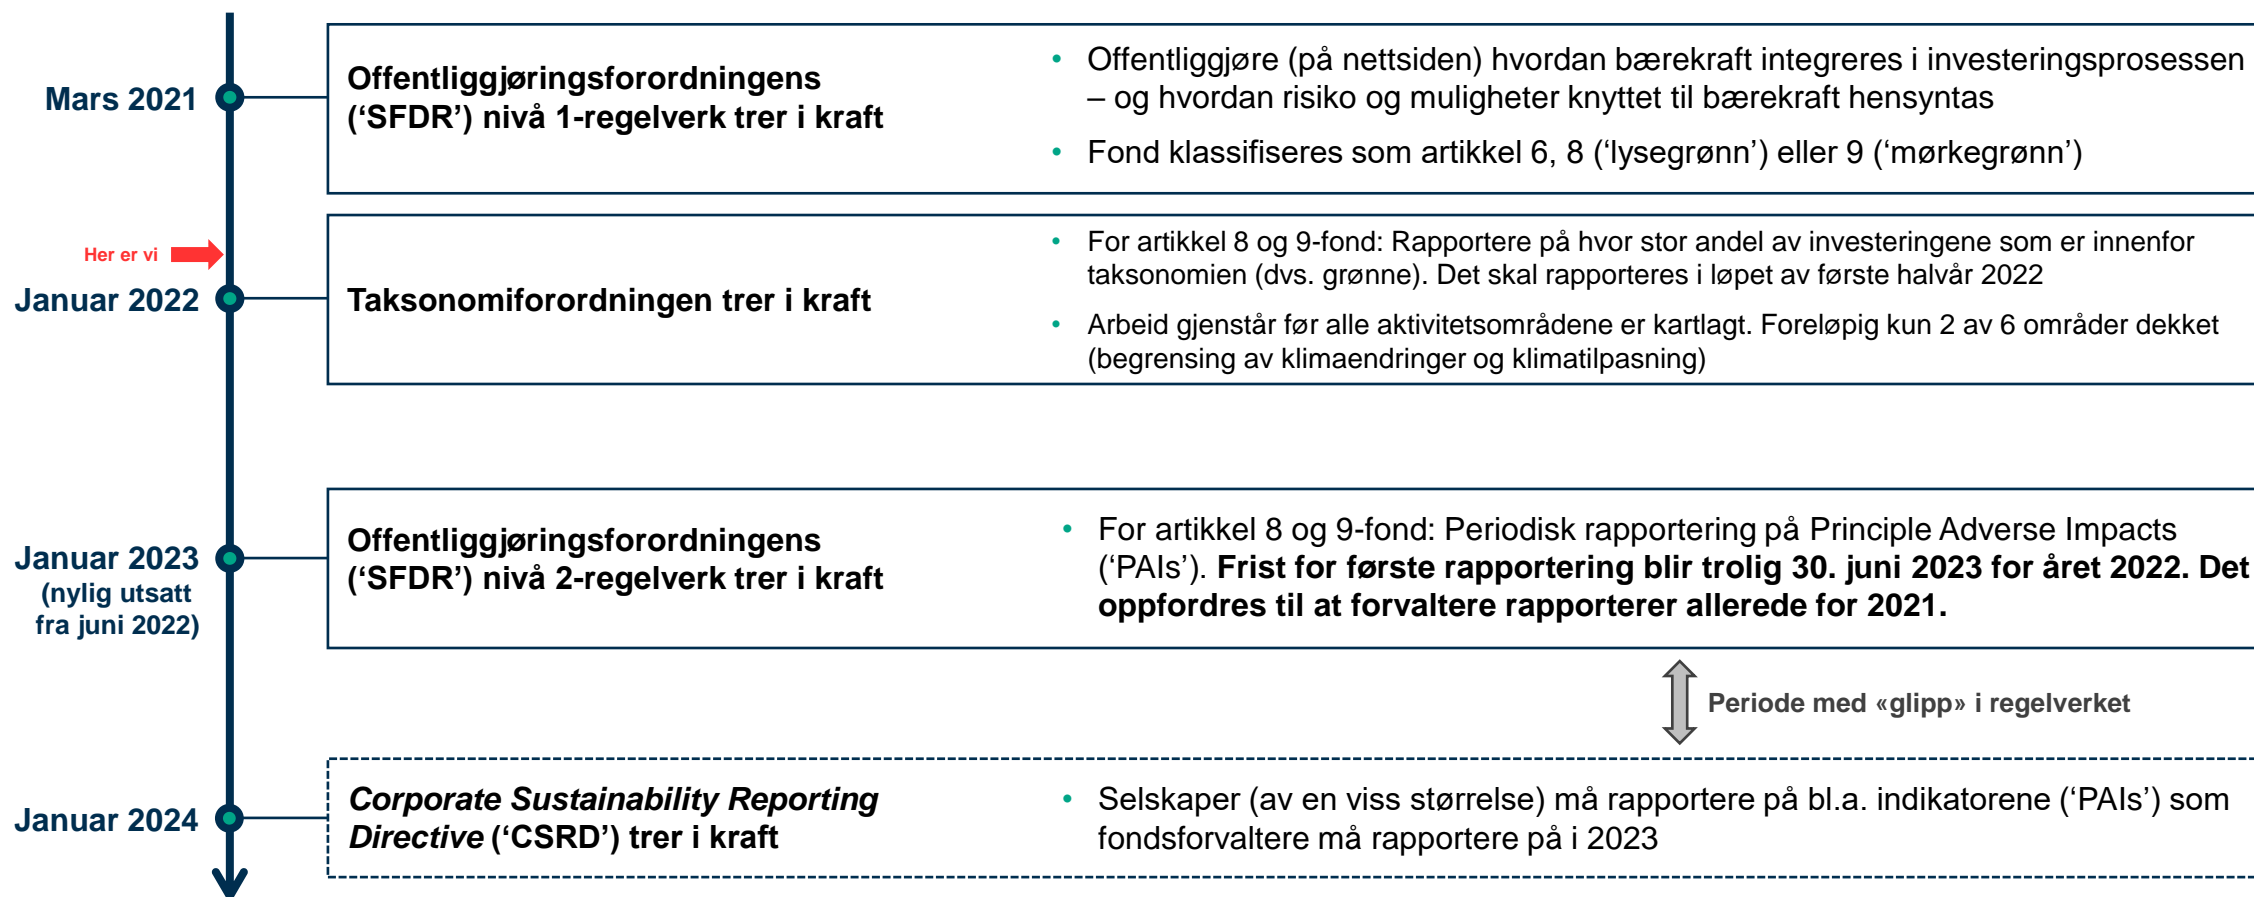 Mars 2021
Offentliggjøringsforordningens
(‘SFDR’) nivå 1-regelverk trer i kraft
• Offentliggjøre (på nettsiden) hvordan bærekraft integreres i investeringsprosessen
– og hvordan risiko og muligheter knyttet til bærekraft hensyntas
• Fond klassifiseres som artikkel 6, 8 (‘lysegrønn’) eller 9 (‘mørkegrønn’)
Her er vi
Januar 2022
Taksonomiforordningen trer i kraft
• For artikkel 8 og 9-fond: Rapportere på hvor stor andel av investeringene som er innenfor
taksonomien (dvs. grønne). Det skal rapporteres i løpet av første halvår 2022
• Arbeid gjenstår før alle aktivitetsområdene er kartlagt. Foreløpig kun 2 av 6 områder dekket
(begrensing av klimaendringer og klimatilpasning)
Januar 2023
(nylig utsatt
fra juni 2022)
Offentliggjøringsforordningens
(‘SFDR’) nivå 2-regelverk trer i kraft
• For artikkel 8 og 9-fond: Periodisk rapportering på Principle Adverse Impacts
(‘PAIs’). Frist for første rapportering blir trolig 30. juni 2023 for året 2022. Det
oppfordres til at forvaltere rapporterer allerede for 2021.
Periode med «glipp» i regelverket
Januar 2024
Corporate Sustainability Reporting
Directive (‘CSRD’) trer i kraft
• Selskaper (av en viss størrelse) må rapportere på bl.a. indikatorene (‘PAIs’) som
fondsforvaltere må rapportere på i 2023